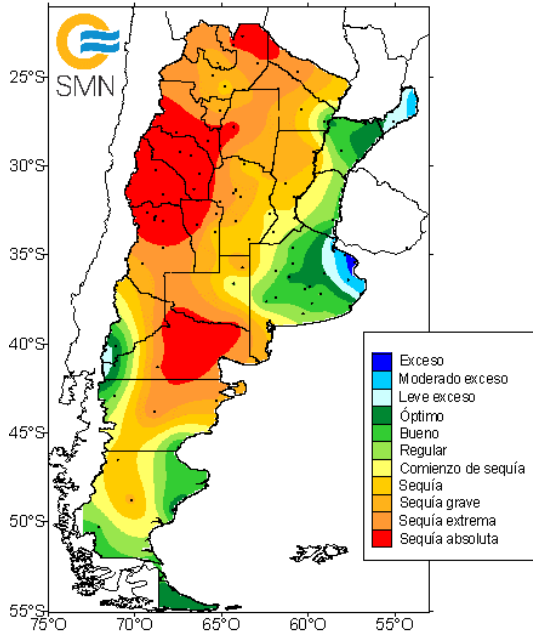 SMN
25°S
30°S
35°S
40°S
45°S
50°S
55°S
75°O 70°O 65°O 60°O 55°O
Exceso
Moderado exceso
Leve exceso
Óptimo
Bueno
Regular
Comienzo de sequía
Sequía
Sequía grave
Sequía extrema
Sequía absoluta